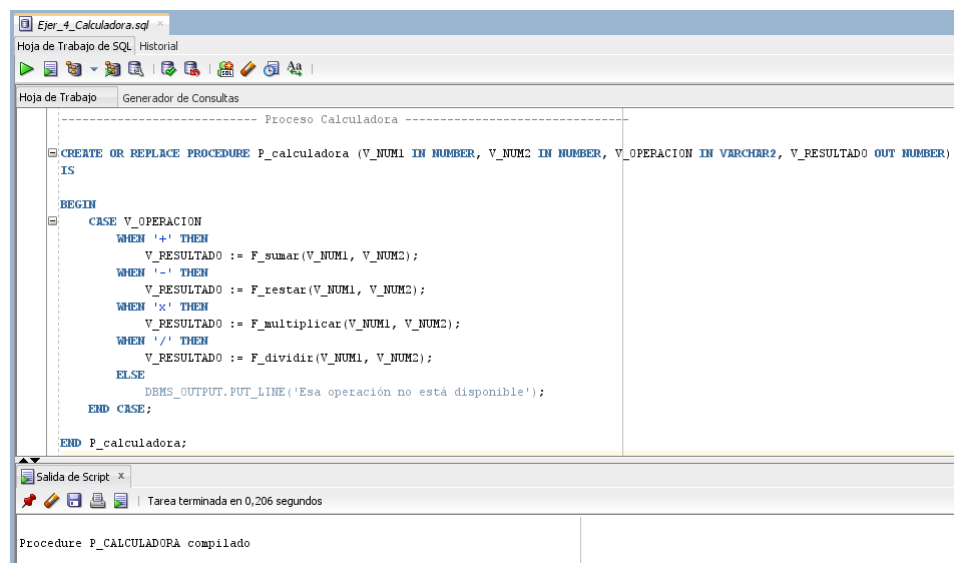 Ejer_4_Calculadora.sql ×
Hoja de Trabajo de SQL Historial
Hoja de Trabajo Generador de Consultas
---------------------------- Proceso Calculadora --------------------------------
CREATE OR REPLACE PROCEDURE P_calculadora (V_NUM1 IN NUMBER, V_NUM2 IN NUMBER, V_OPERACION IN VARCHAR2, V_RESULTADO OUT NUMBER)
IS
BEGIN
CASE V_OPERACION
WHEN '+' THEN
V_RESULTADO := F_sumar(V_NUM1, V_NUM2);
WHEN '-' THEN
V_RESULTADO := F_restar(V_NUM1, V_NUM2);
WHEN 'x' THEN
V_RESULTADO := F_multiplicar(V_NUM1, V_NUM2);
WHEN '/' THEN
V_RESULTADO := F_dividir(V_NUM1, V_NUM2);
ELSE
DBMS_OUTPUT.PUT_LINE('Esa operación no está disponible');
END CASE;
END P_calculadora;
Salida de Script ×
Tarea terminada en 0,206 segundos
Procedure P_CALCULADORA compilado